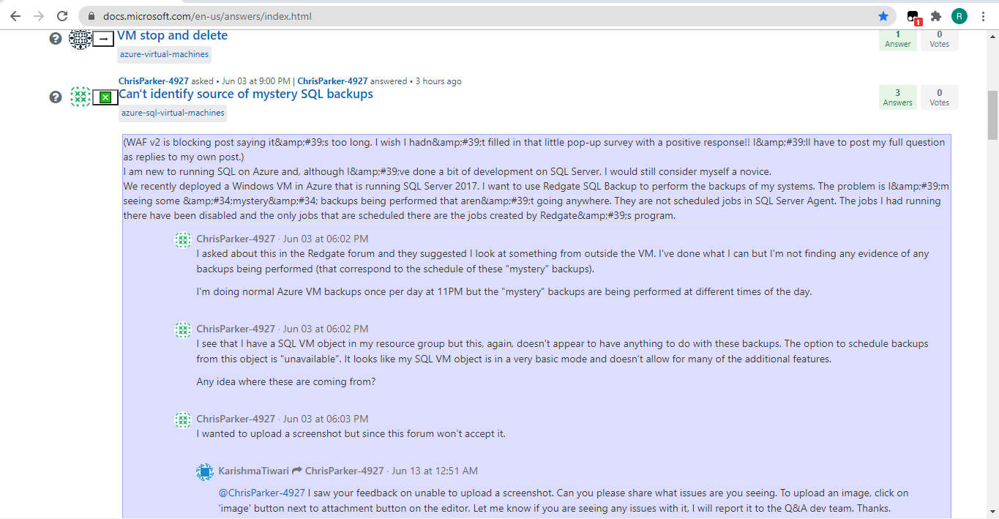 docs.microsoft.com/en-us/answers/index.html
1
R
VM stop and delete
1
Answer
0
Votes
azure-virtual-machines
ChrisParker-4927 asked • Jun 03 at 9:00 PM | ChrisParker-4927 answered • 3 hours ago
Can't identify source of mystery SQL backups
3
Answers
0
Votes
azure-sql-virtual-machines
(WAF v2 is blocking post saying it&amp;#39;s too long. I wish I hadn&amp;#39;t filled in that little pop-up survey with a positive response!! I&amp;#39;ll have to post my full question
as replies to my own post.)
I am new to running SQL on Azure and, although I&amp;#39;ve done a bit of development on SQL Server, I would still consider myself a novice.
We recently deployed a Windows VM in Azure that is running SQL Server 2017. I want to use Redgate SQL Backup to perform the backups of my systems. The problem is I&amp;#39;m
seeing some &amp;#34;mystery&amp;#34; backups being performed that aren&amp;#39;t going anywhere. They are not scheduled jobs in SQL Server Agent. The jobs I had running
there have been disabled and the only jobs that are scheduled there are the jobs created by Redgate&amp;#39;s program.
ChrisParker-4927 · Jun 03 at 06:02 PM
I asked about this in the Redgate forum and they suggested I look at something from outside the VM. I've done what I can but I'm not finding any evidence of any
backups being performed (that correspond to the schedule of these "mystery" backups).
I'm doing normal Azure VM backups once per day at 11PM but the "mystery" backups are being performed at different times of the day.
ChrisParker-4927 · Jun 03 at 06:02 PM
I see that I have a SQL VM object in my resource group but this, again, doesn't appear to have anything to do with these backups. The option to schedule backups
from this object is "unavailable". It looks like my SQL VM object is in a very basic mode and doesn't allow for many of the additional features.
Any idea where these are coming from?
ChrisParker-4927 · Jun 03 at 06:03 PM
I wanted to upload a screenshot but since this forum won't accept it.
KarishmaTiwari ChrisParker-4927 · Jun 13 at 12:51 AM
@ChrisParker-4927 I saw your feedback on unable to upload a screenshot. Can you please share what issues are you seeing. To upload an image, click on
'image' button next to attachment button on the editor. Let me know if you are seeing any issues with it, I will report it to the Q&A dev team. Thanks.